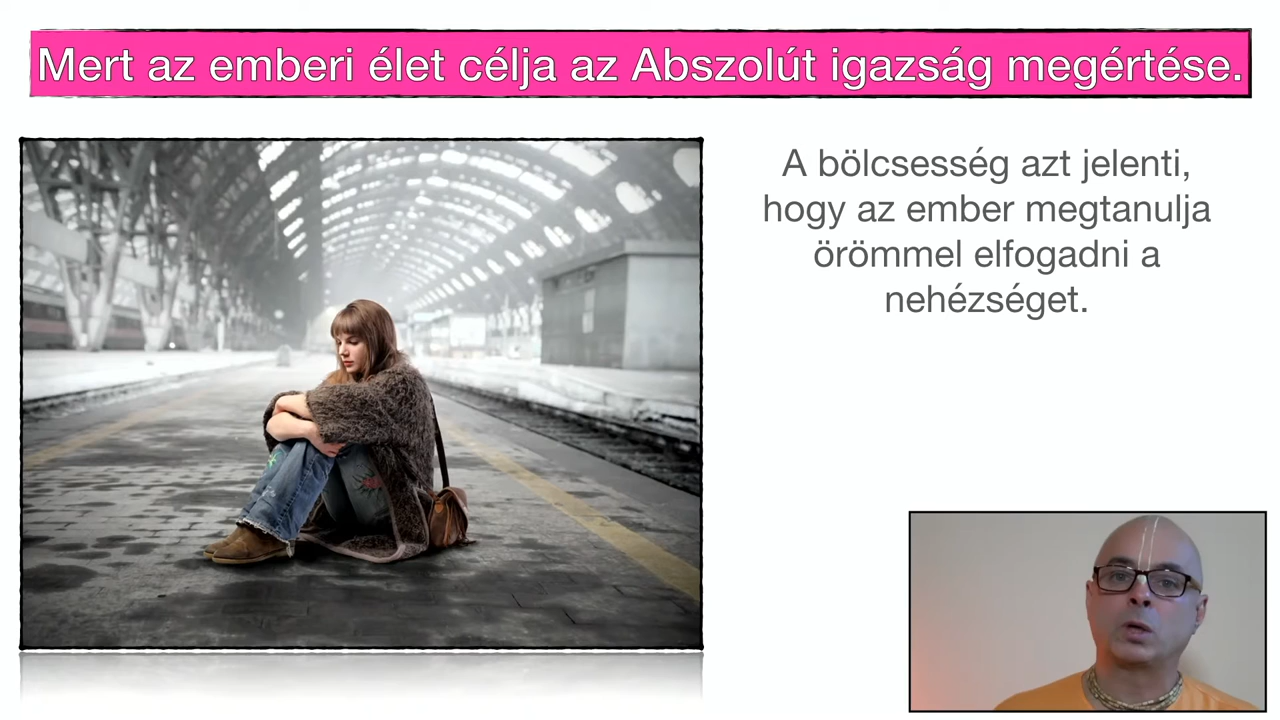 Mert az emberi élet célja az Abszolút igazság megértése.
A bölcsesség azt jelenti,
hogy az ember megtanulja
örömmel elfogadni a
nehézséget.